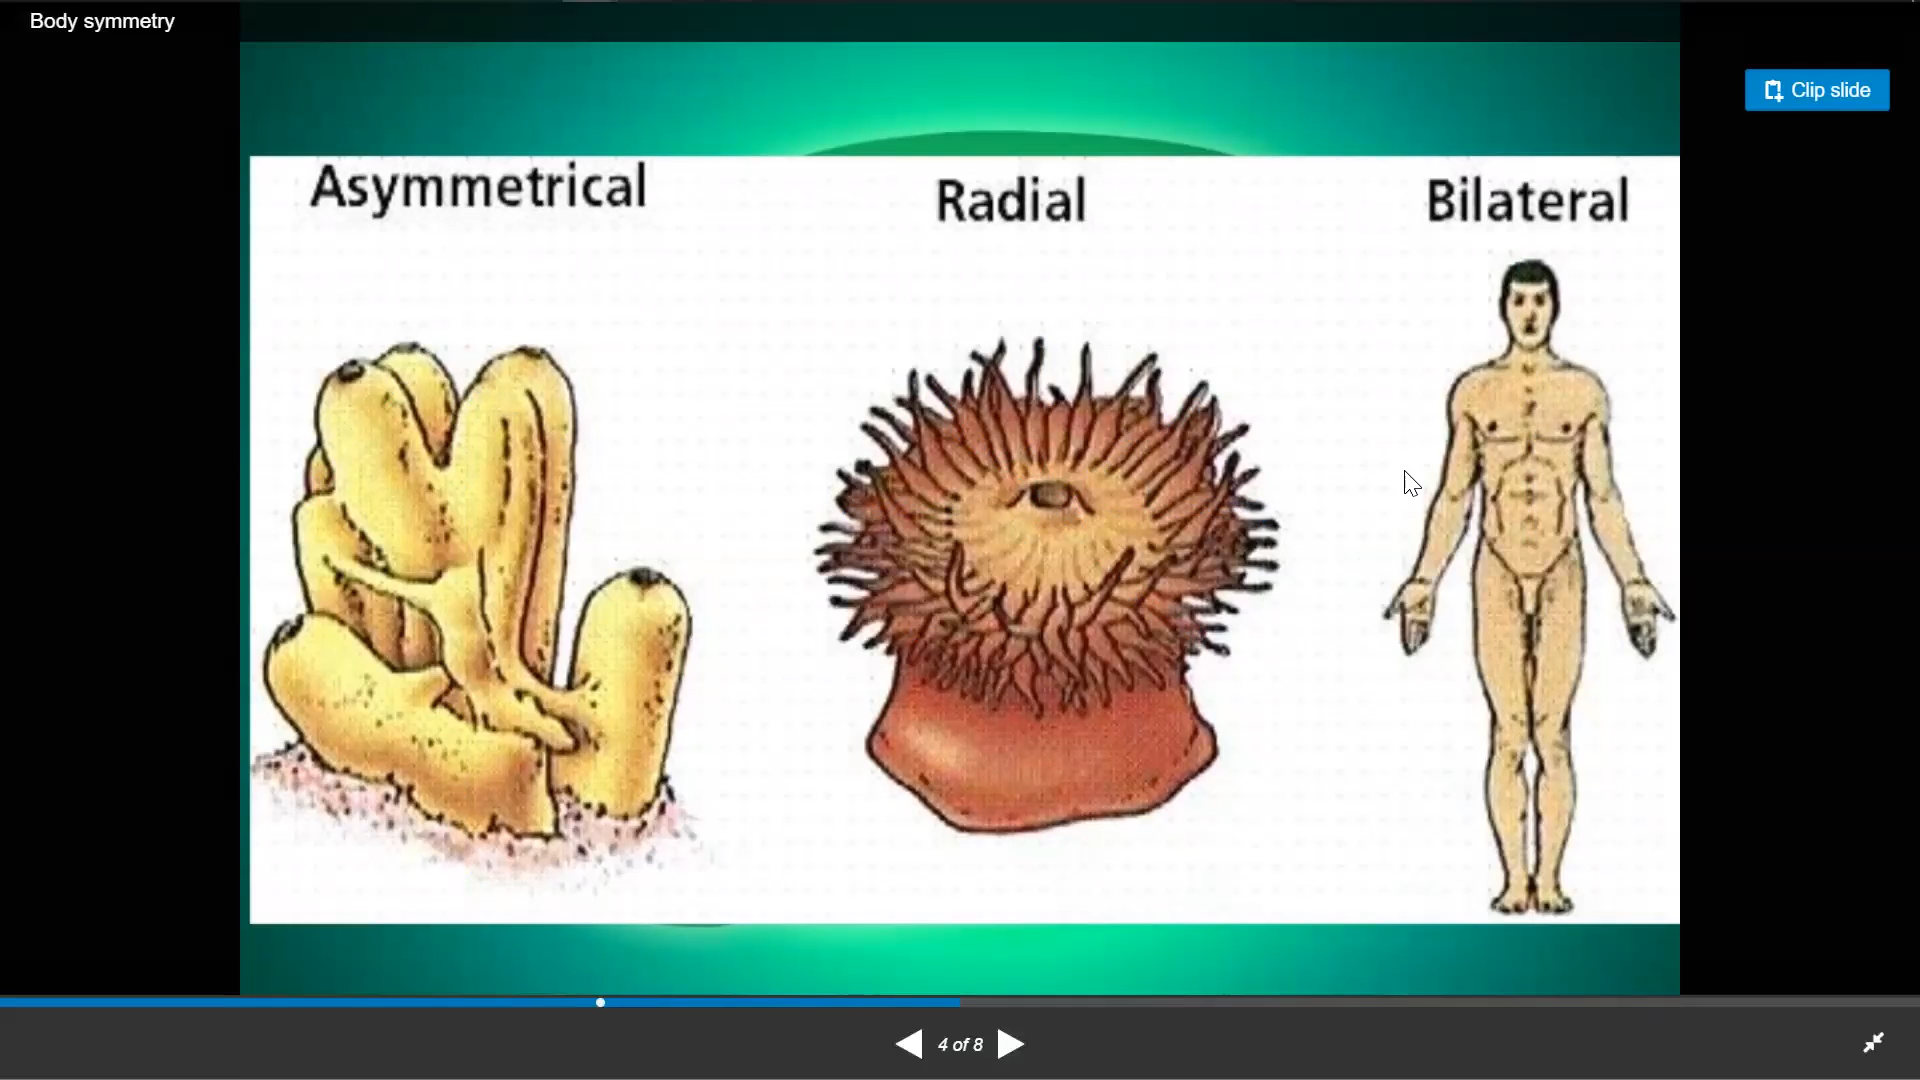 Body symmetry
Clip slide
Asymmetrical
Radial
Bilateral
4 of 8